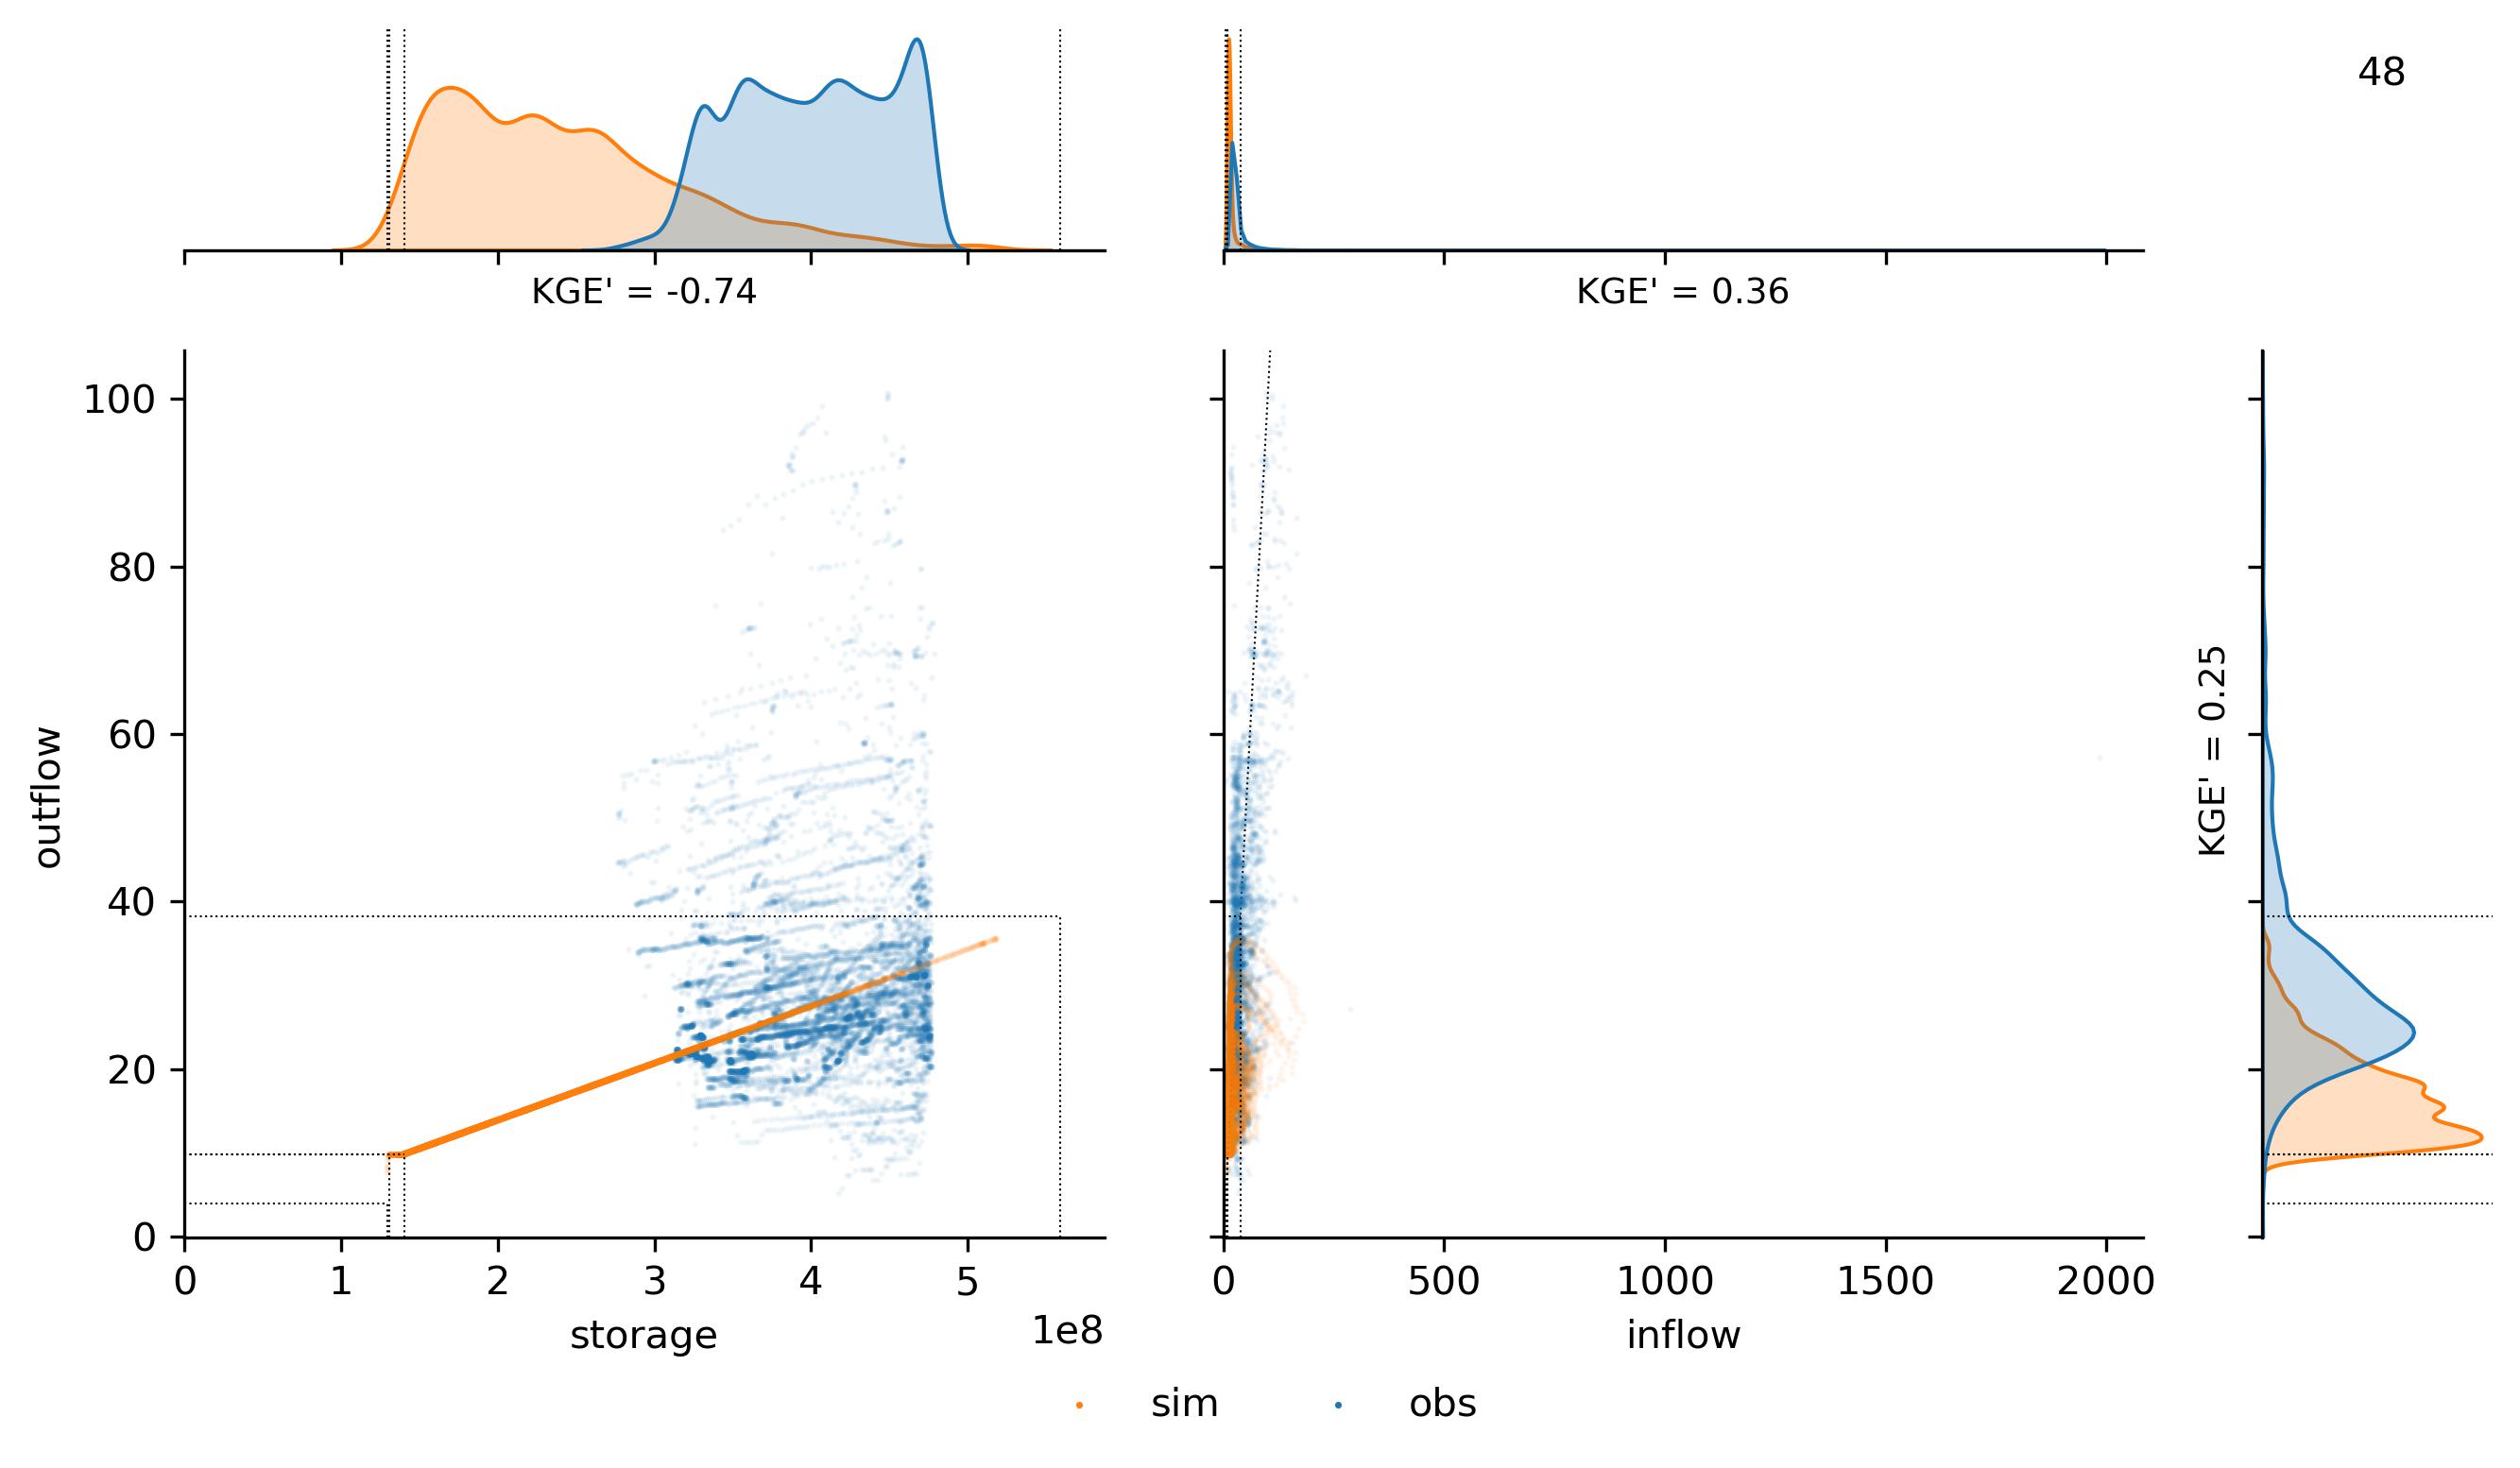 48
KGE' = -0.74
KGE' = 0.36
100
80
60
40
20
0
outflow
KGE' = 0.25
0 1 2 3 4 5
1e8
storage
0 500 1000 1500 2000
inflow
sim obs